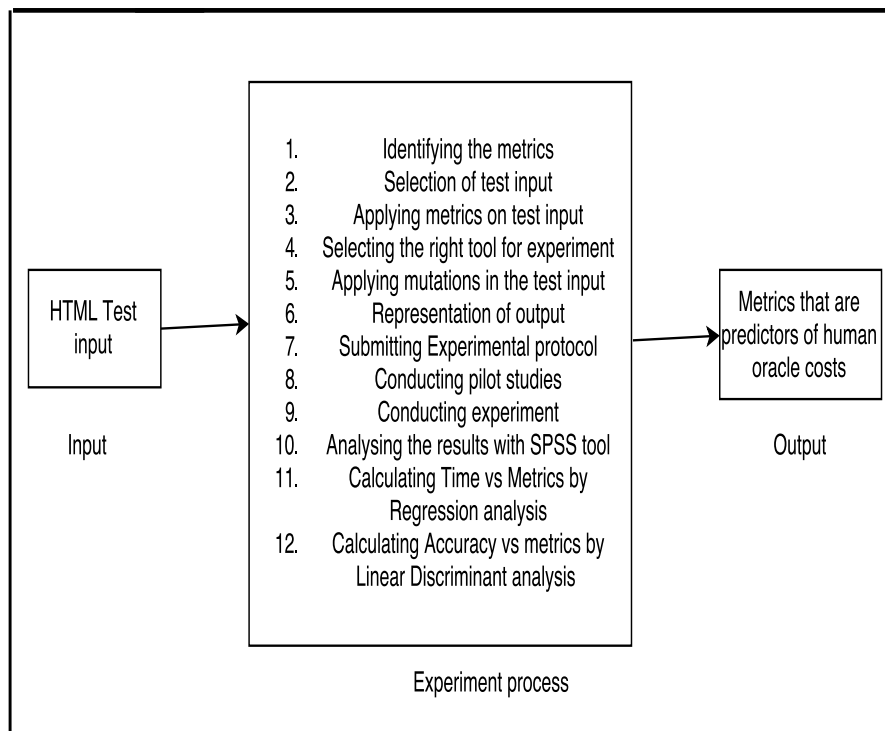 HTML Test
input
Input
1. Identifying the metrics
2. Selection of test input
3. Applying metrics on test input
4. Selecting the right tool for experiment
5. Applying mutations in the test input
6. Representation of output
7. Submitting Experimental protocol
8. Conducting pilot studies
9. Conducting experiment
10. Analysing the results with SPSS tool
11. Calculating Time vs Metrics by
Regression analysis
12. Calculating Accuracy vs metrics by
Linear Discriminant analysis
Experiment process
Metrics that are
predictors of human
oracle costs
Output